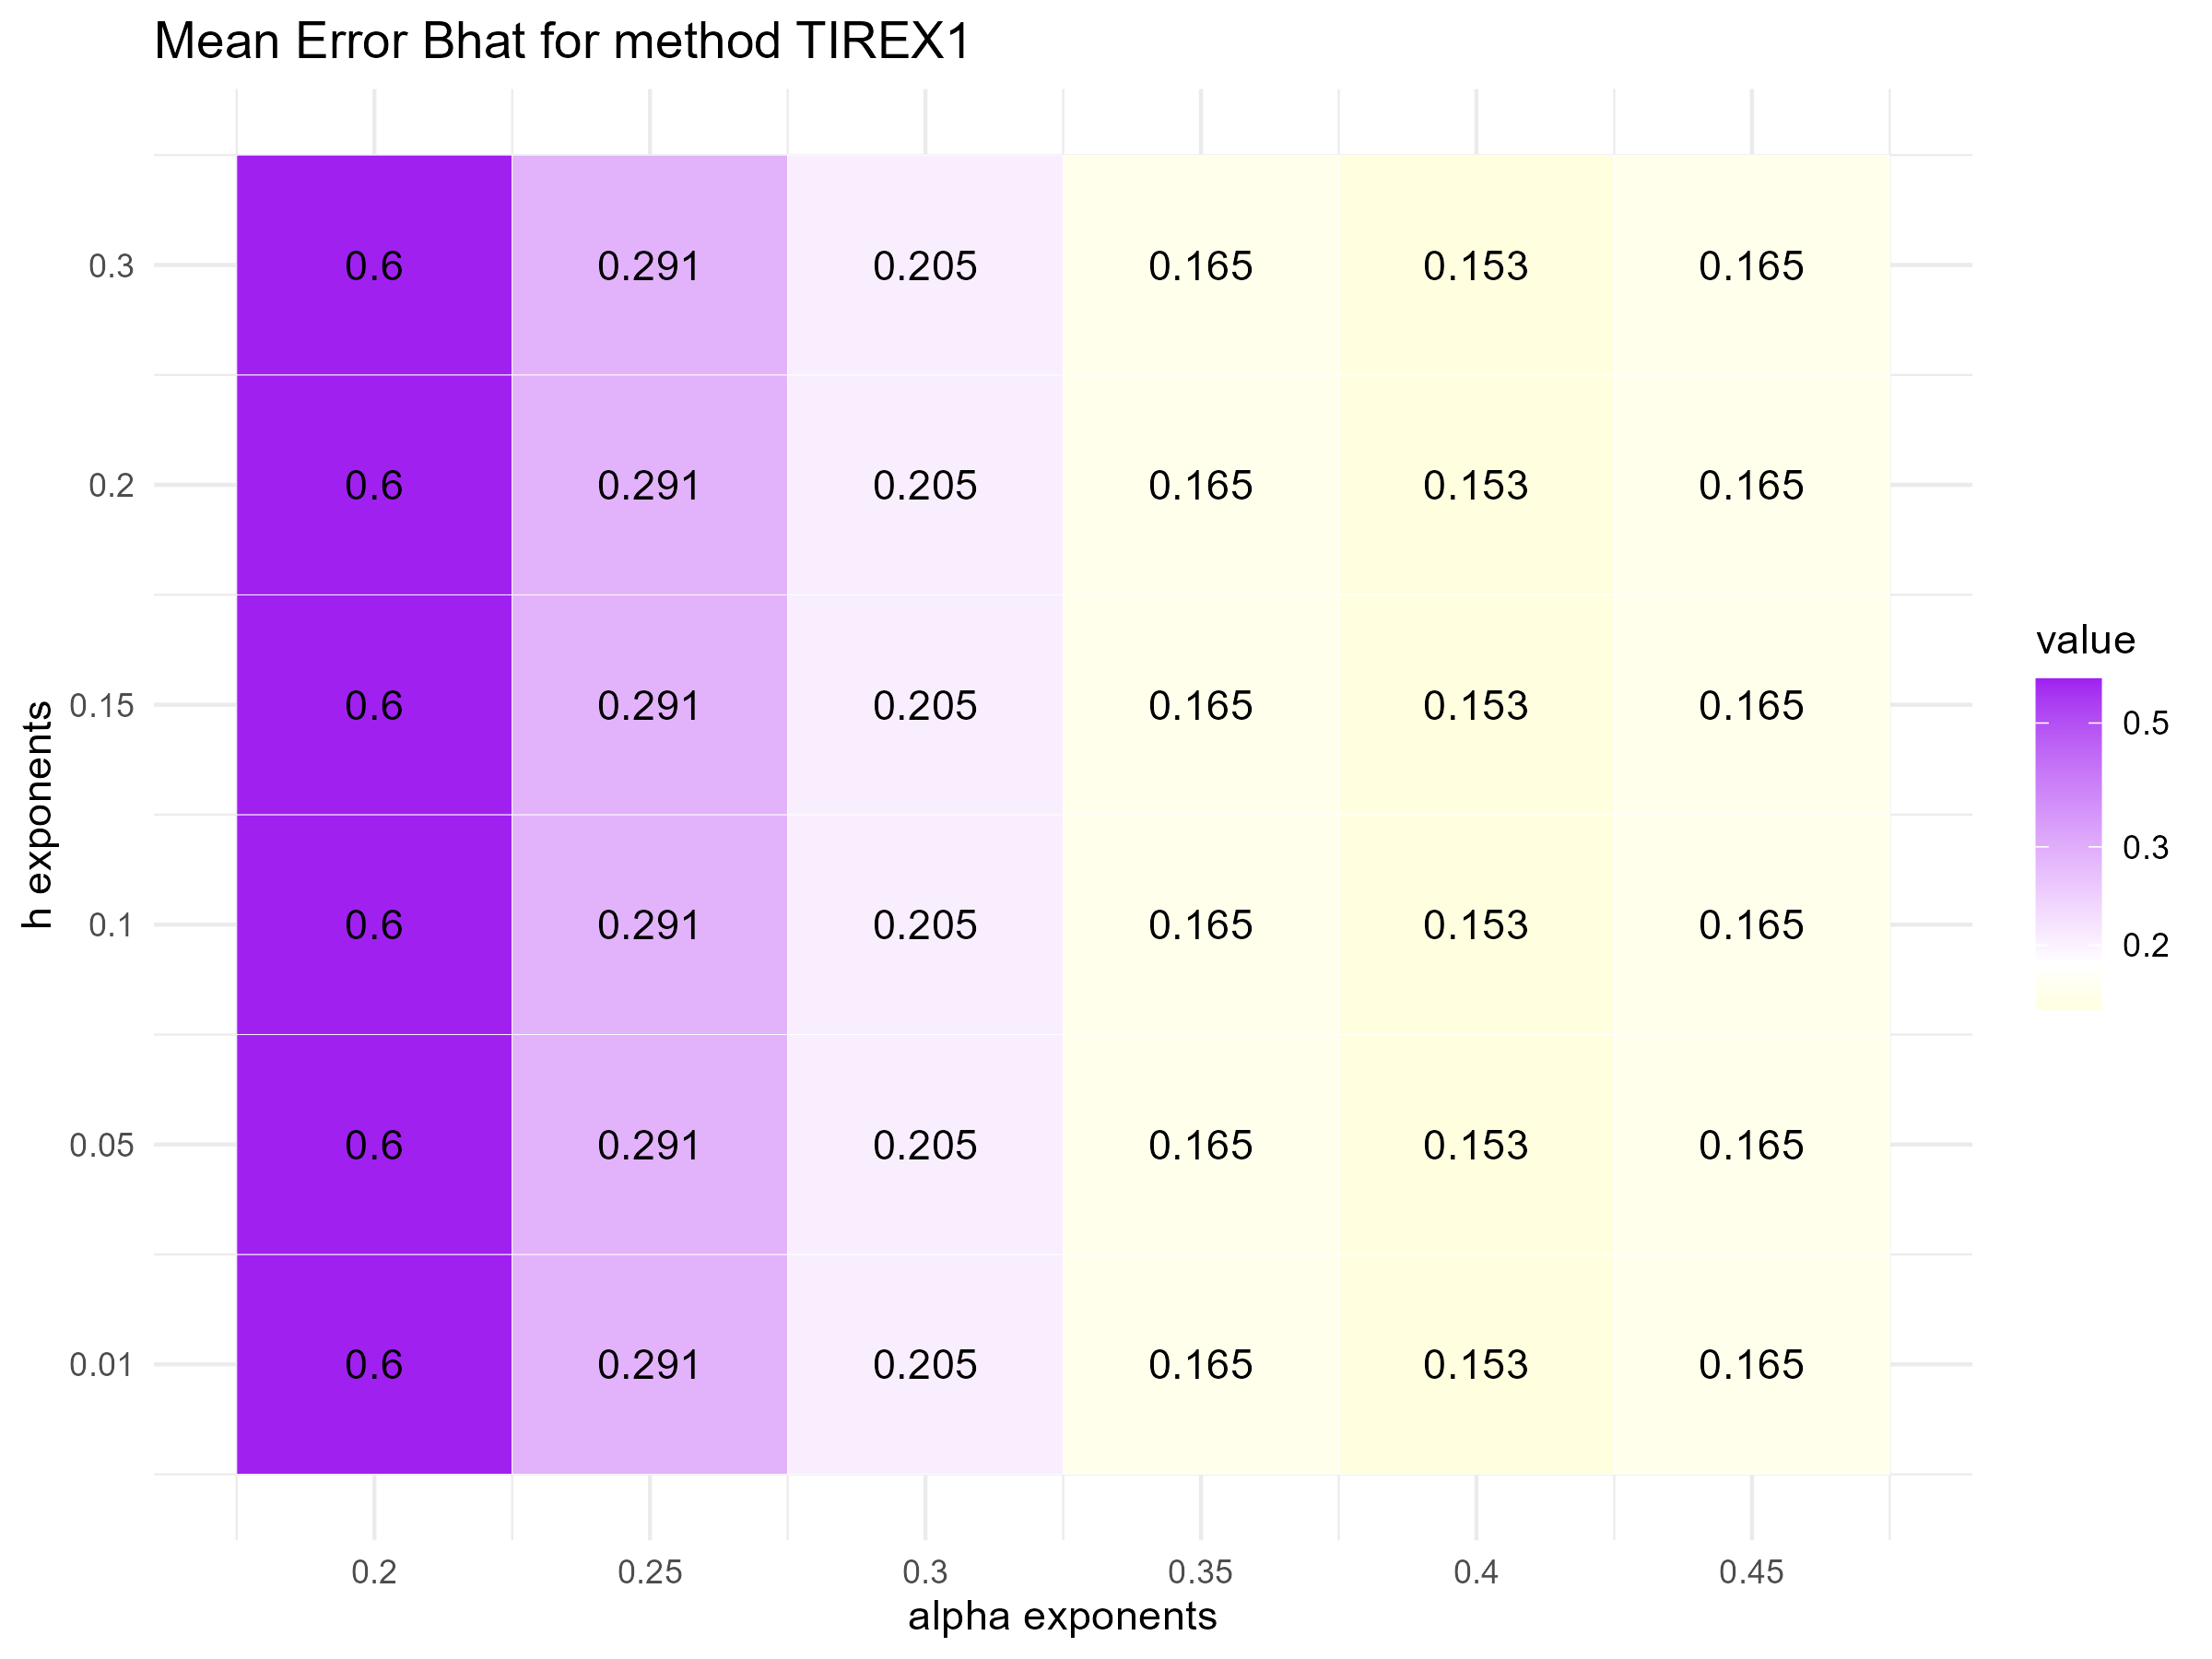 Mean Error Bhat for method TIREX1
h exponents
0.3 0.6 0.291 0.205 0.165 0.153 0.165
0.2 0.6 0.291 0.205 0.165 0.153 0.165
0.15 0.6 0.291 0.205 0.165 0.153 0.165
0.1 0.6 0.291 0.205 0.165 0.153 0.165
0.05 0.6 0.291 0.205 0.165 0.153 0.165
0.01 0.6 0.291 0.205 0.165 0.153 0.165
0.2 0.25 0.3 0.35 0.4 0.45
alpha exponents
value
0.5
0.3
0.2